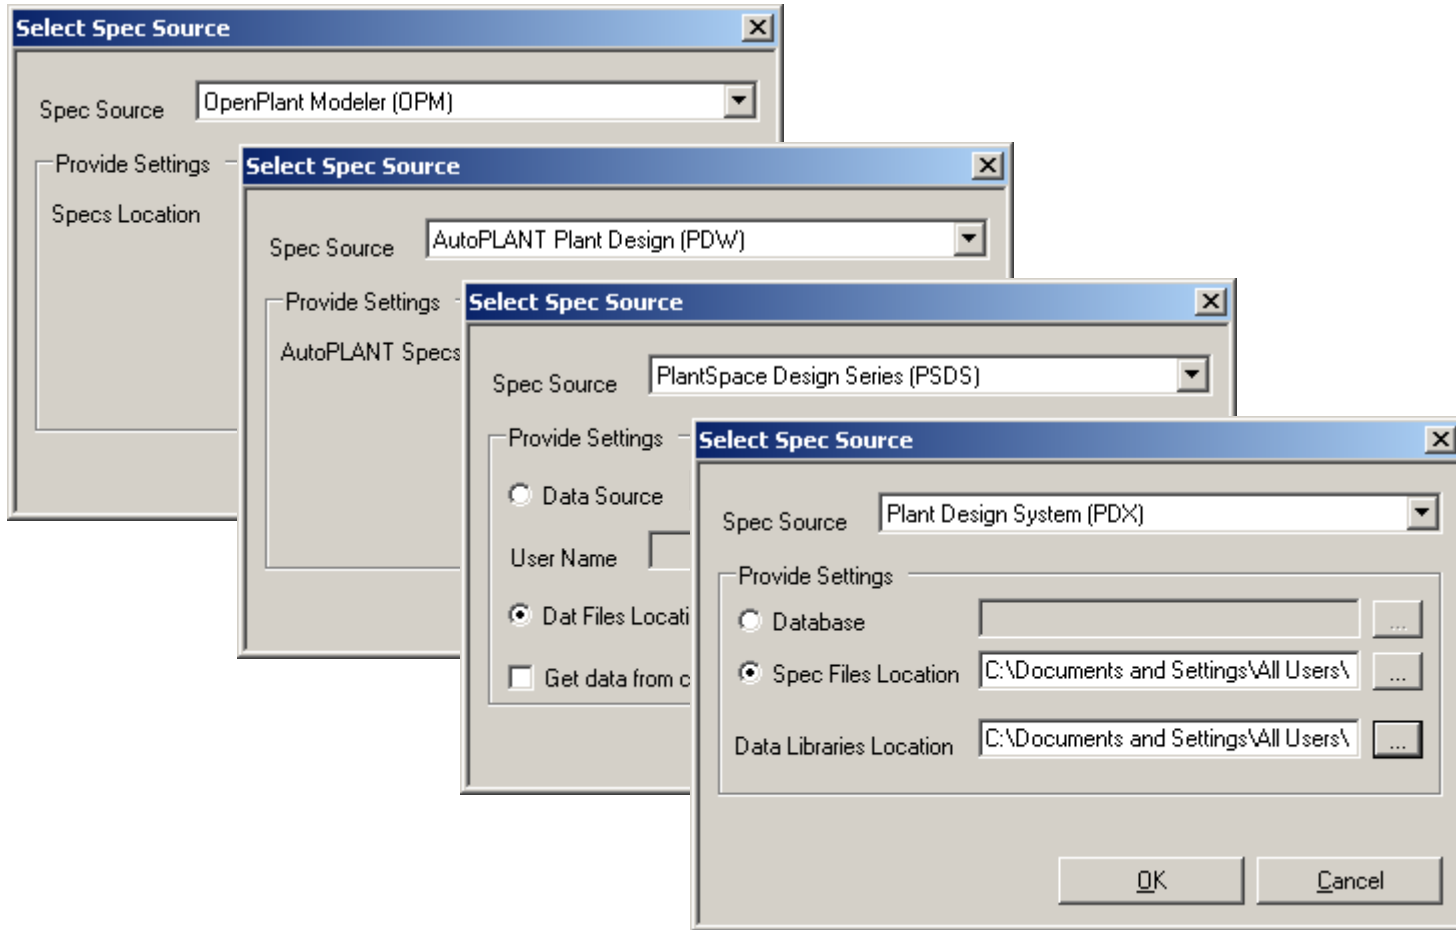 Select Spec Source
Spec Source OpenPlant Modeler (OPM)
Provide Settings
Specs Location
Select Spec Source
Spec Source AutoPLANT Plant Design (PDW)
Provide Settings
AutoPLANT Specs
Select Spec Source
Spec Source PlantSpace Design Series (PSDS)
Provide Settings
Data Source
User Name
Dat Files Locati
Get data from c
Select Spec Source
Spec Source Plant Design System (PDX)
Provide Settings
Database ...
Spec Files Location C:\Documents and Settings\All Users\ ...
Data Libraries Location C:\Documents and Settings\All Users\ ...
OK Cancel